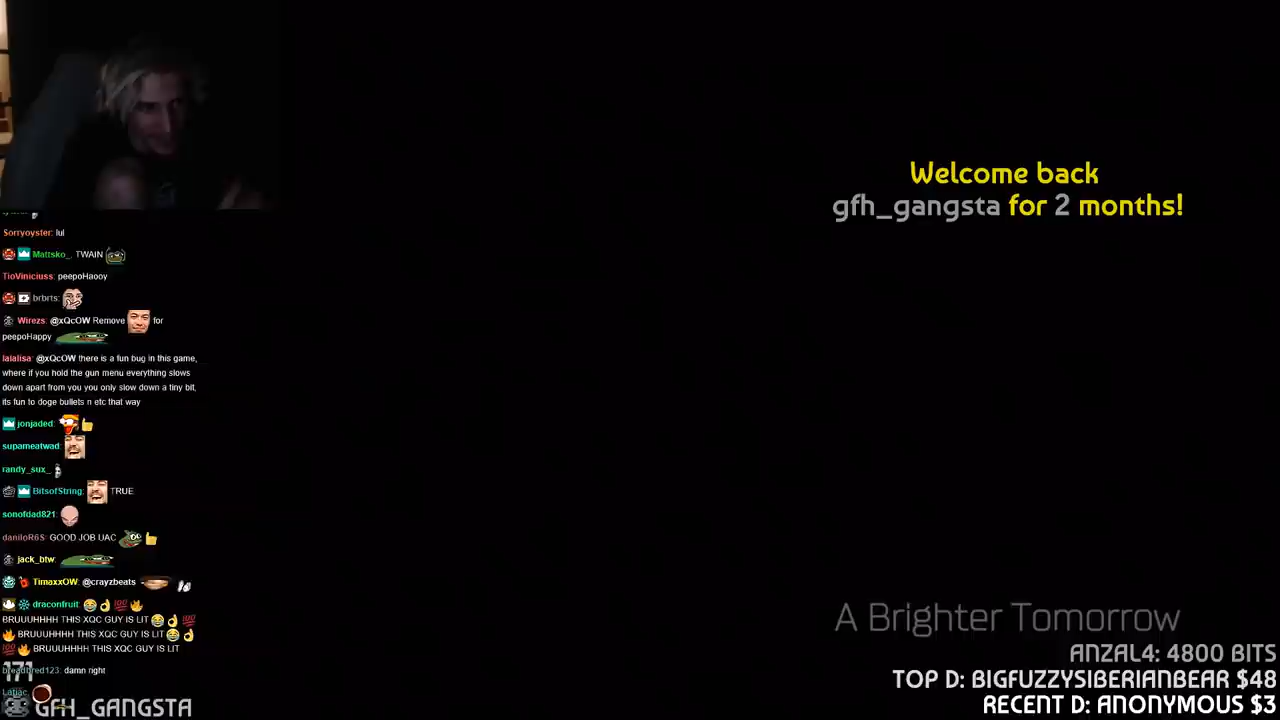 Welcome back
gfh_gangsta for 2 months!
Sorryoyster: lul
Mattsko_: TWAIN
TioViniciuss: peepoHaooy
brbrts:
Wirezs: @xQcOW Remove for
peepoHappy
lalalisa: @xQcOW there is a fun bug in this game,
where if you hold the gun menu everything slows
down apart from you you only slow down a tiny bit,
its fun to doge bullets n etc that way
jonjaded:
supameatwad:
randy_sux_:
BitsofString: TRUE
sonofdad821:
daniloR6S: GOOD JOB UAC
jack_btw:
TimaxxOW: @crayzbeats
draconfruit:
BRUUUHHHH THIS XQC GUY IS LIT
BRUUUHHHH THIS XQC GUY IS LIT
BRUUUHHHH THIS XQC GUY IS LIT
171
breadbred123: damn right
GFH_GANGSTA
A Brighter Tomorrow
ANZAL4: 4800 BITS
TOP D: BIGFUZZYSIBERIANBEAR $48
RECENT D: ANONYMOUS $3